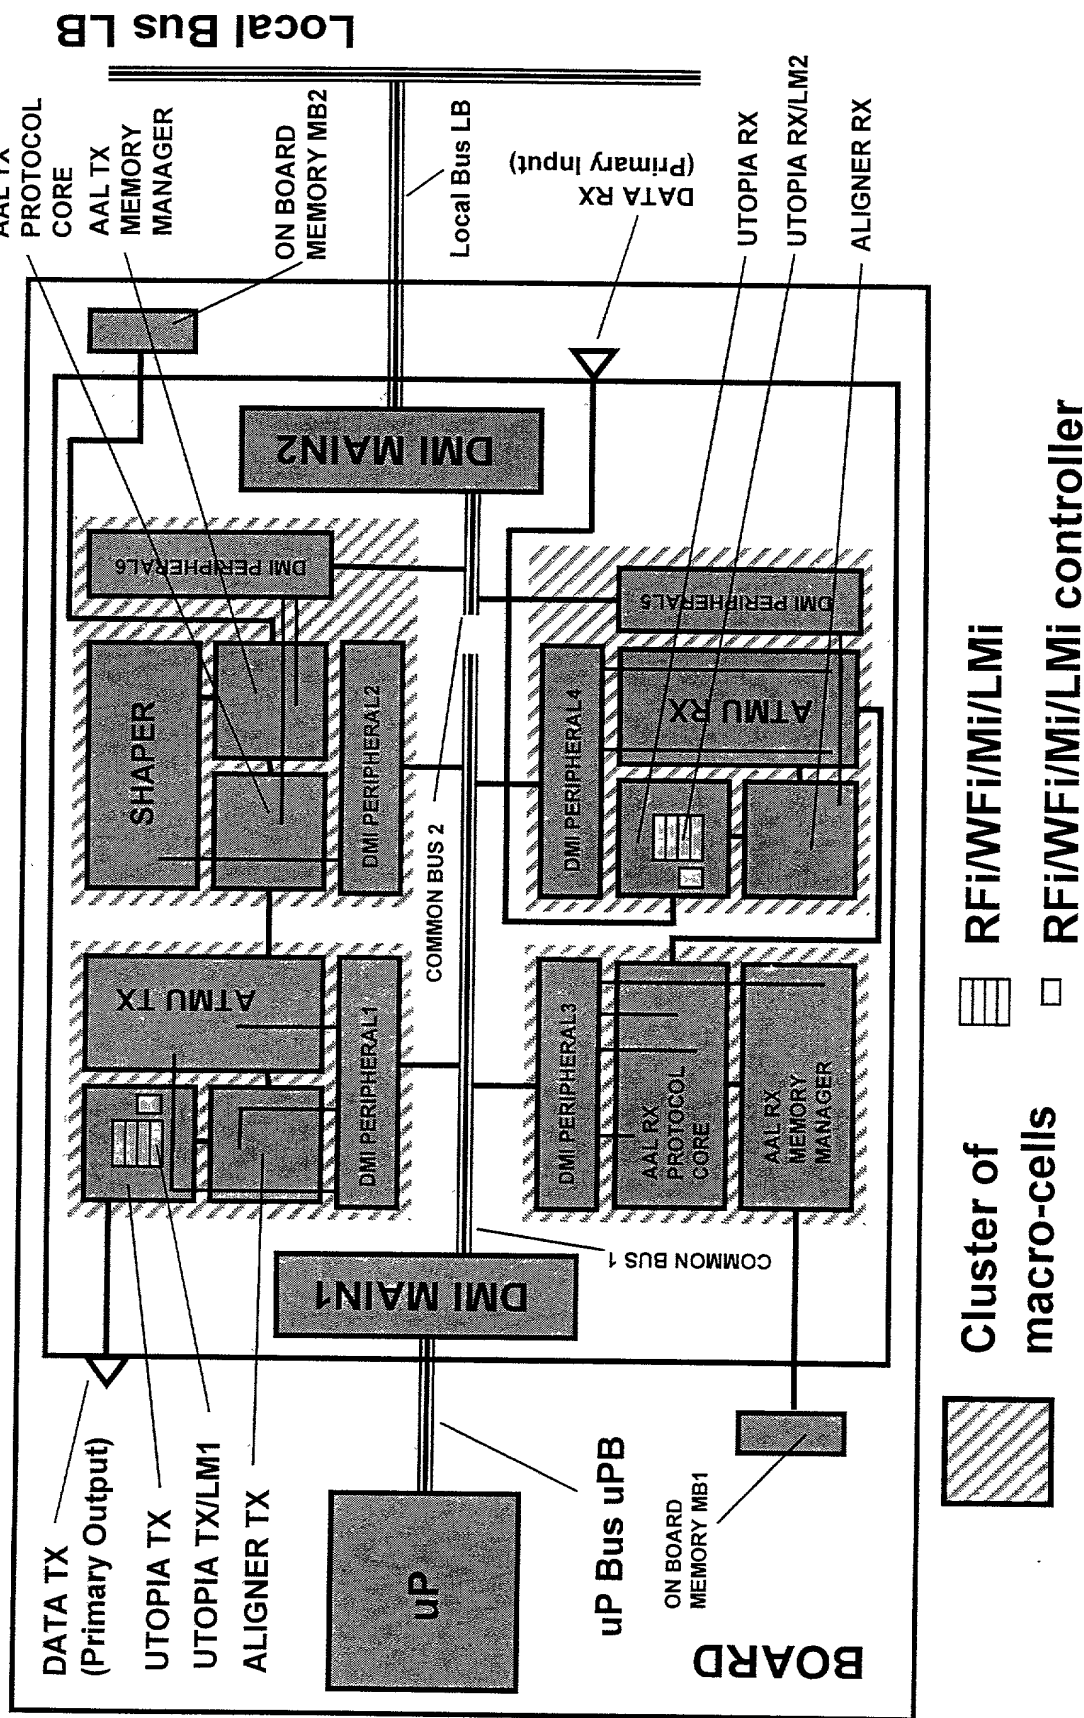 Local Bus LB
AAL TX
PROTOCOL
CORE
AAL TX
MEMORY
MANAGER
ON BOARD
MEMORY MB2
Local Bus LB
DATA RX
(Primary Input)
UTOPIA RX
UTOPIA RX/LM2
ALIGNER RX
DMI MAIN2
DMI PERIPHERAL6
SHAPER
DMI PERIPHERAL2
COMMON BUS 2
DMI PERIPHERAL4
DMI PERIPHERAL5
ATMU RX
ATMU TX
DMI PERIPHERAL1
DMI PERIPHERAL3
AAL RX
PROTOCOL
CORE
AAL RX
MEMORY
MANAGER
COMMON BUS 1
DMI MAIN1
DATA TX
(Primary Output)
UTOPIA TX
UTOPIA TX/LM1
ALIGNER TX
uP
uP Bus uPB
ON BOARD
MEMORY MB1
BOARD
Cluster of
macro-cells
RFi/WFi/Mi/LMi
RFi/WFi/Mi/LMi controller